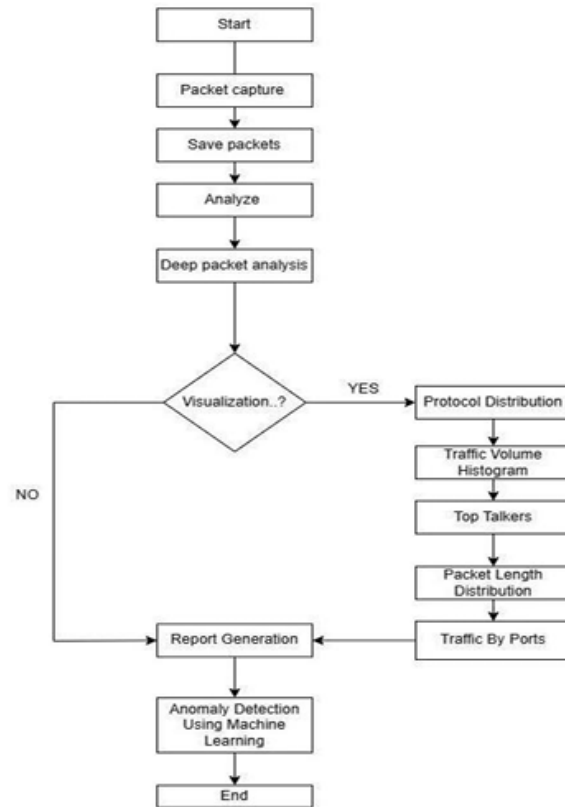 Start
Packet capture
Save packets
Analyze
Deep packet analysis
Visualization..?
YES
NO
Protocol Distribution
Traffic Volume
Histogram
Top Talkers
Packet Length
Distribution
Traffic By Ports
Report Generation
Anomaly Detection
Using Machine
Learning
End